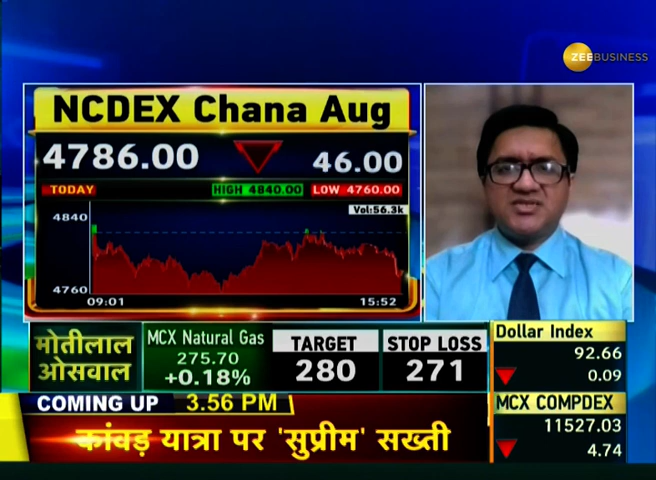 ZEE BUSINESS
NCDEX Chana Aug
4786.00 46.00
TODAY HIGH 4840.00 LOW 4760.00
Vol:56.3k
4840
4760
09:01 15:52
मोतीलाल
ओसवाल
MCX Natural Gas
275.70
+0.18%
TARGET
280
STOP LOSS
271
Dollar Index
92.66
0.09
MCX COMPDEX
11527.03
4.74
COMING UP 3.56 PM
कांवड़ यात्रा पर 'सुप्रीम' सख्ती